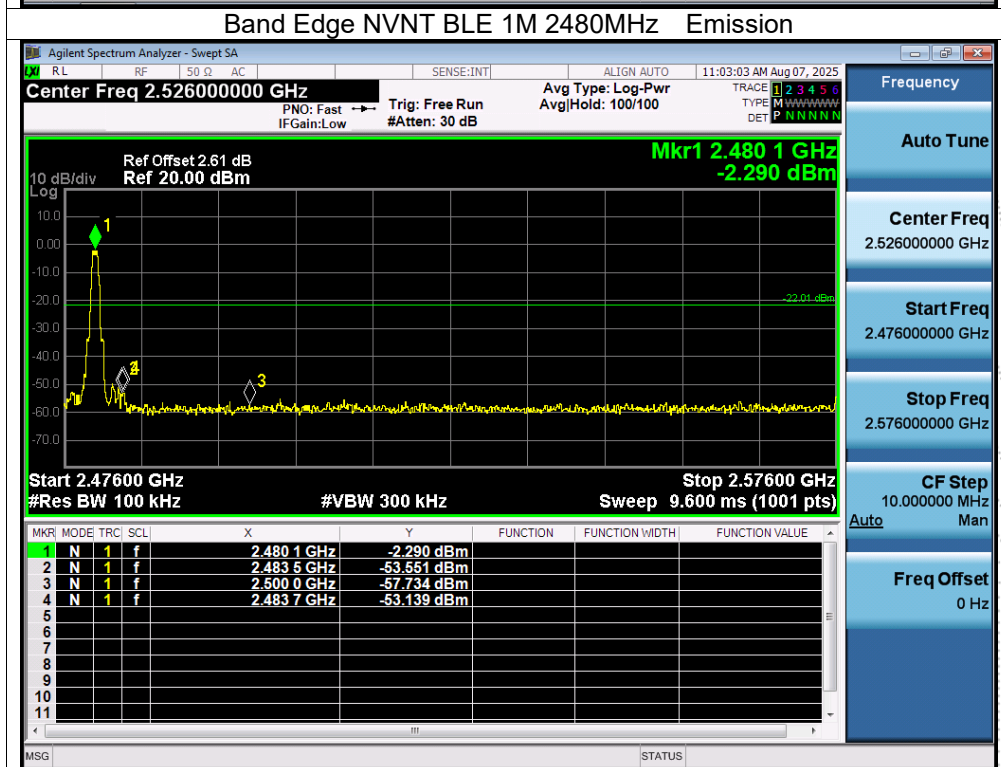 Band Edge NVNT BLE 1M 2480MHz    Emission
Agilent Spectrum Analyzer - Swept SA
LXI RL RF 50 Ω AC SENSE:INT ALIGN AUTO 11:03:03 AM Aug 07, 2025
Center Freq 2.526000000 GHz
PNO: Fast
IFGain:Low
Trig: Free Run
#Atten: 30 dB
Avg Type: Log-Pwr
Avg|Hold: 100/100
TRACE 1 2 3 4 5 6
TYPE M WWWWW
DET P N N N N N
Frequency
Auto Tune
Center Freq
2.526000000 GHz
Start Freq
2.476000000 GHz
Stop Freq
2.576000000 GHz
CF Step
10.000000 MHz
Auto Man
Freq Offset
0 Hz
10 dB/div
Log
Ref Offset 2.61 dB
Ref 20.00 dBm
Mkr1 2.480 1 GHz
-2.290 dBm
10.0
0.00
-10.0
-20.0
-30.0
-40.0
-50.0
-60.0
-70.0
1
-22.01 dBm
2
4
3
Start 2.47600 GHz
#Res BW 100 kHz
#VBW 300 kHz
Stop 2.57600 GHz
Sweep 9.600 ms (1001 pts)
MKR MODE TRC SCL X Y FUNCTION FUNCTION WIDTH FUNCTION VALUE
1 N 1 f 2.480 1 GHz -2.290 dBm
2 N 1 f 2.483 5 GHz -53.551 dBm
3 N 1 f 2.500 0 GHz -57.734 dBm
4 N 1 f 2.483 7 GHz -53.139 dBm
5
6
7
8
9
10
11
MSG STATUS